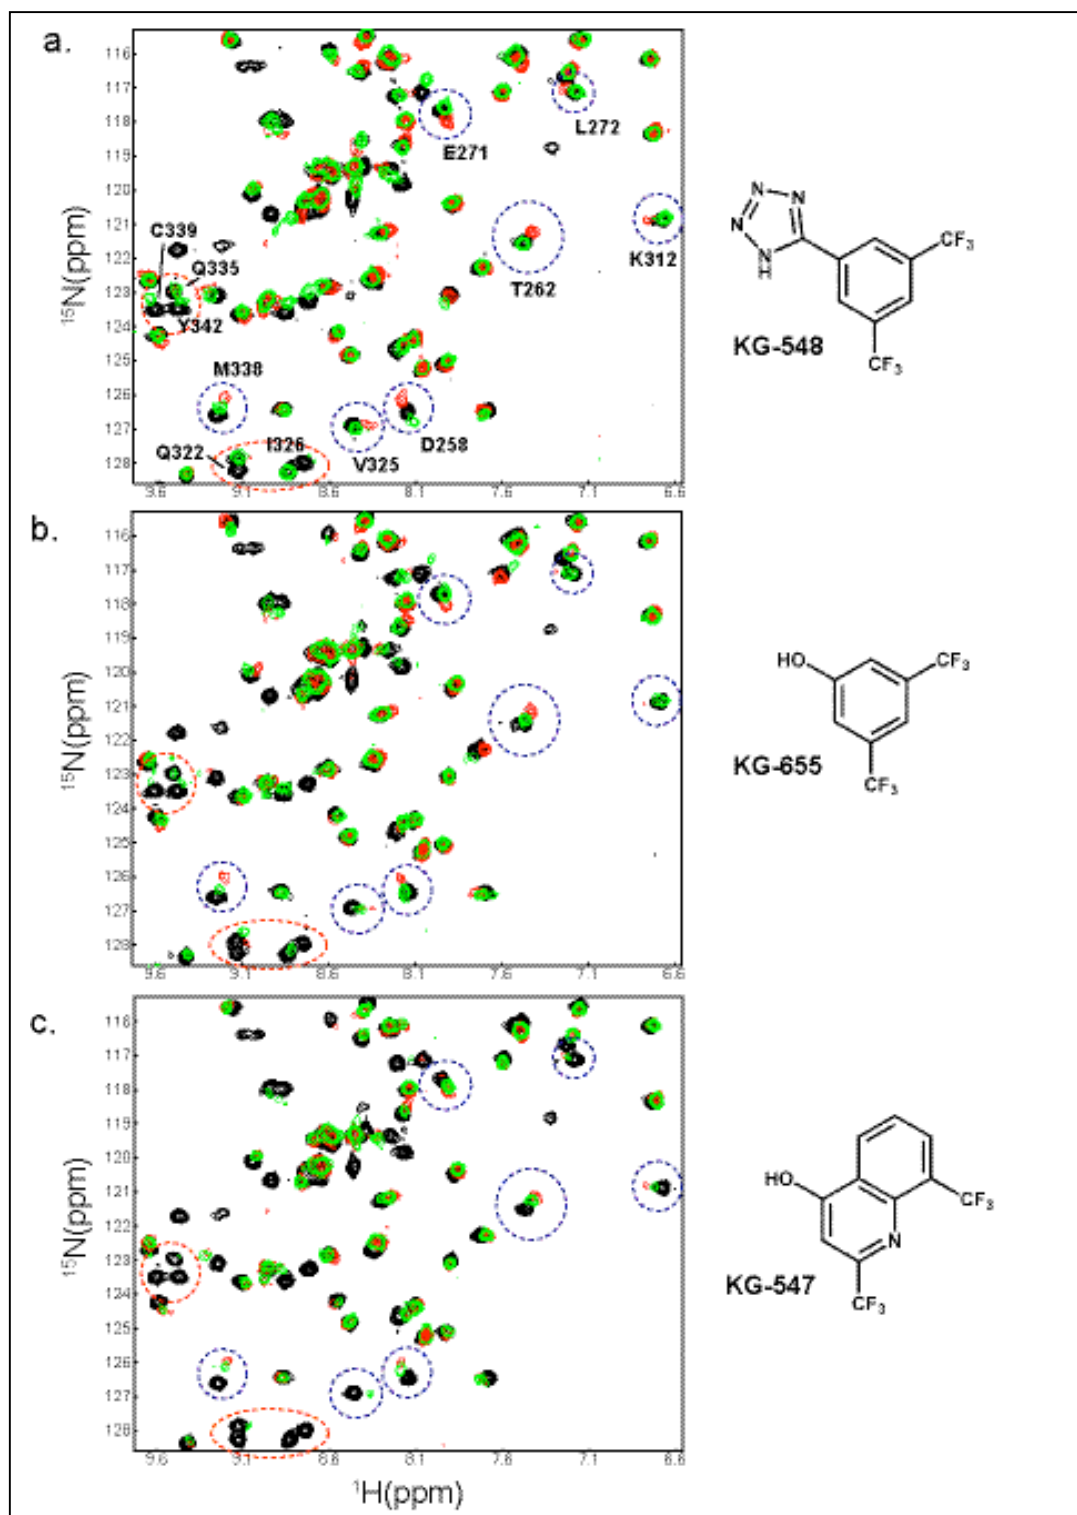 a.
116
117
118
119
120
121
122
123
124
125
126
127
128
15N(ppm)
E271
L272
C339
Q335
Y342
T262
K312
M338
Q322
I326
V325
D258
9.6 9.1 8.6 8.1 7.6 7.1 6.6
N N
N
N
H
CF3
CF3
KG-548
b.
116
117
118
119
120
121
122
123
124
125
126
127
128
15N(ppm)
9.6 9.1 8.6 8.1 7.6 7.1 6.6
HO
CF3
CF3
KG-655
c.
116
117
118
119
120
121
122
123
124
125
126
127
128
15N(ppm)
9.6 9.1 8.6 8.1 7.6 7.1 6.6
1H(ppm)
HO
N
CF3
CF3
KG-547